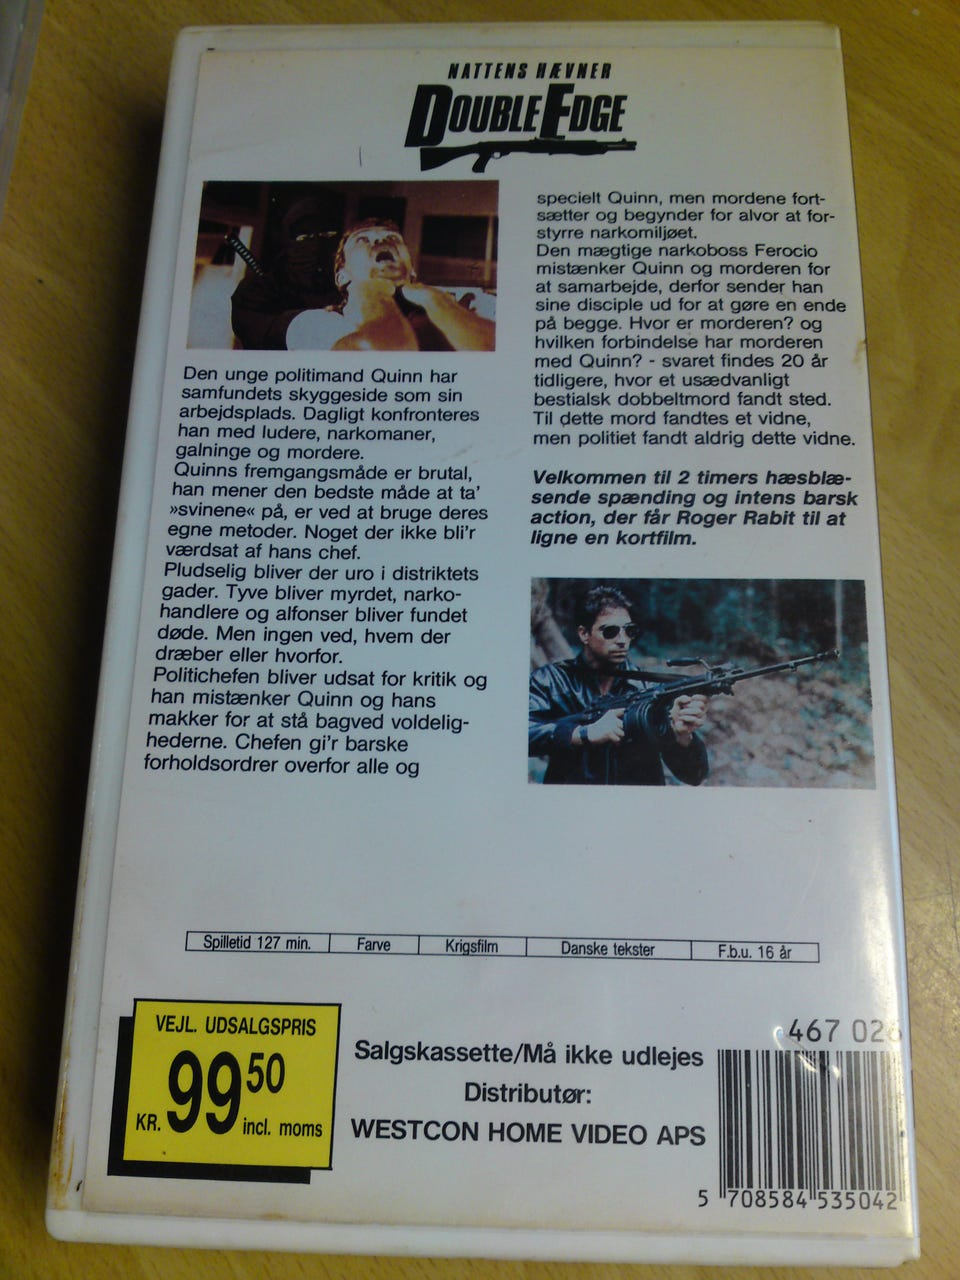 NATTENS HÆVNER
DOUBLE EDGE
Den unge politimand Quinn har
samfundets skyggeside som sin
arbejdsplads. Dagligt konfronteres
han med ludere, narkomaner,
galninge og mordere.
Quinns fremgangsmåde er brutal,
han mener den bedste måde at ta'
»svinene« på, er ved at bruge deres
egne metoder. Noget der ikke bli'r
værdsat af hans chef.
Pludselig bliver der uro i distriktets
gader. Tyve bliver myrdet, narko-
handlere og alfonser bliver fundet
døde. Men ingen ved, hvem der
dræber eller hvorfor.
Politichefen bliver udsat for kritik og
han mistænker Quinn og hans
makker for at stå bagved voldelig-
hederne. Chefen gi'r barske
forholdsordrer overfor alle og
specielt Quinn, men mordene fort-
sætter og begynder for alvor at for-
styrre narkomiljøet.
Den mægtige narkoboss Ferocio
mistænker Quinn og morderen for
at samarbejde, derfor sender han
sine disciple ud for at gøre en ende
på begge. Hvor er morderen? og
hvilken forbindelse har morderen
med Quinn? - svaret findes 20 år
tidligere, hvor et usædvanligt
bestialsk dobbeltmord fandt sted.
Til dette mord fandtes et vidne,
men politiet fandt aldrig dette vidne.
Velkommen til 2 timers hæsblæ-
sende spænding og intens barsk
action, der får Roger Rabit til at
ligne en kortfilm.
Spilletid 127 min. Farve Krigsfilm Danske tekster F.b.u. 16 år
VEJL. UDSALGSPRIS
KR. 99 50 incl. moms
Salgskassette/Må ikke udlejes
Distributør:
WESTCON HOME VIDEO APS
467 026
5 708584 535042